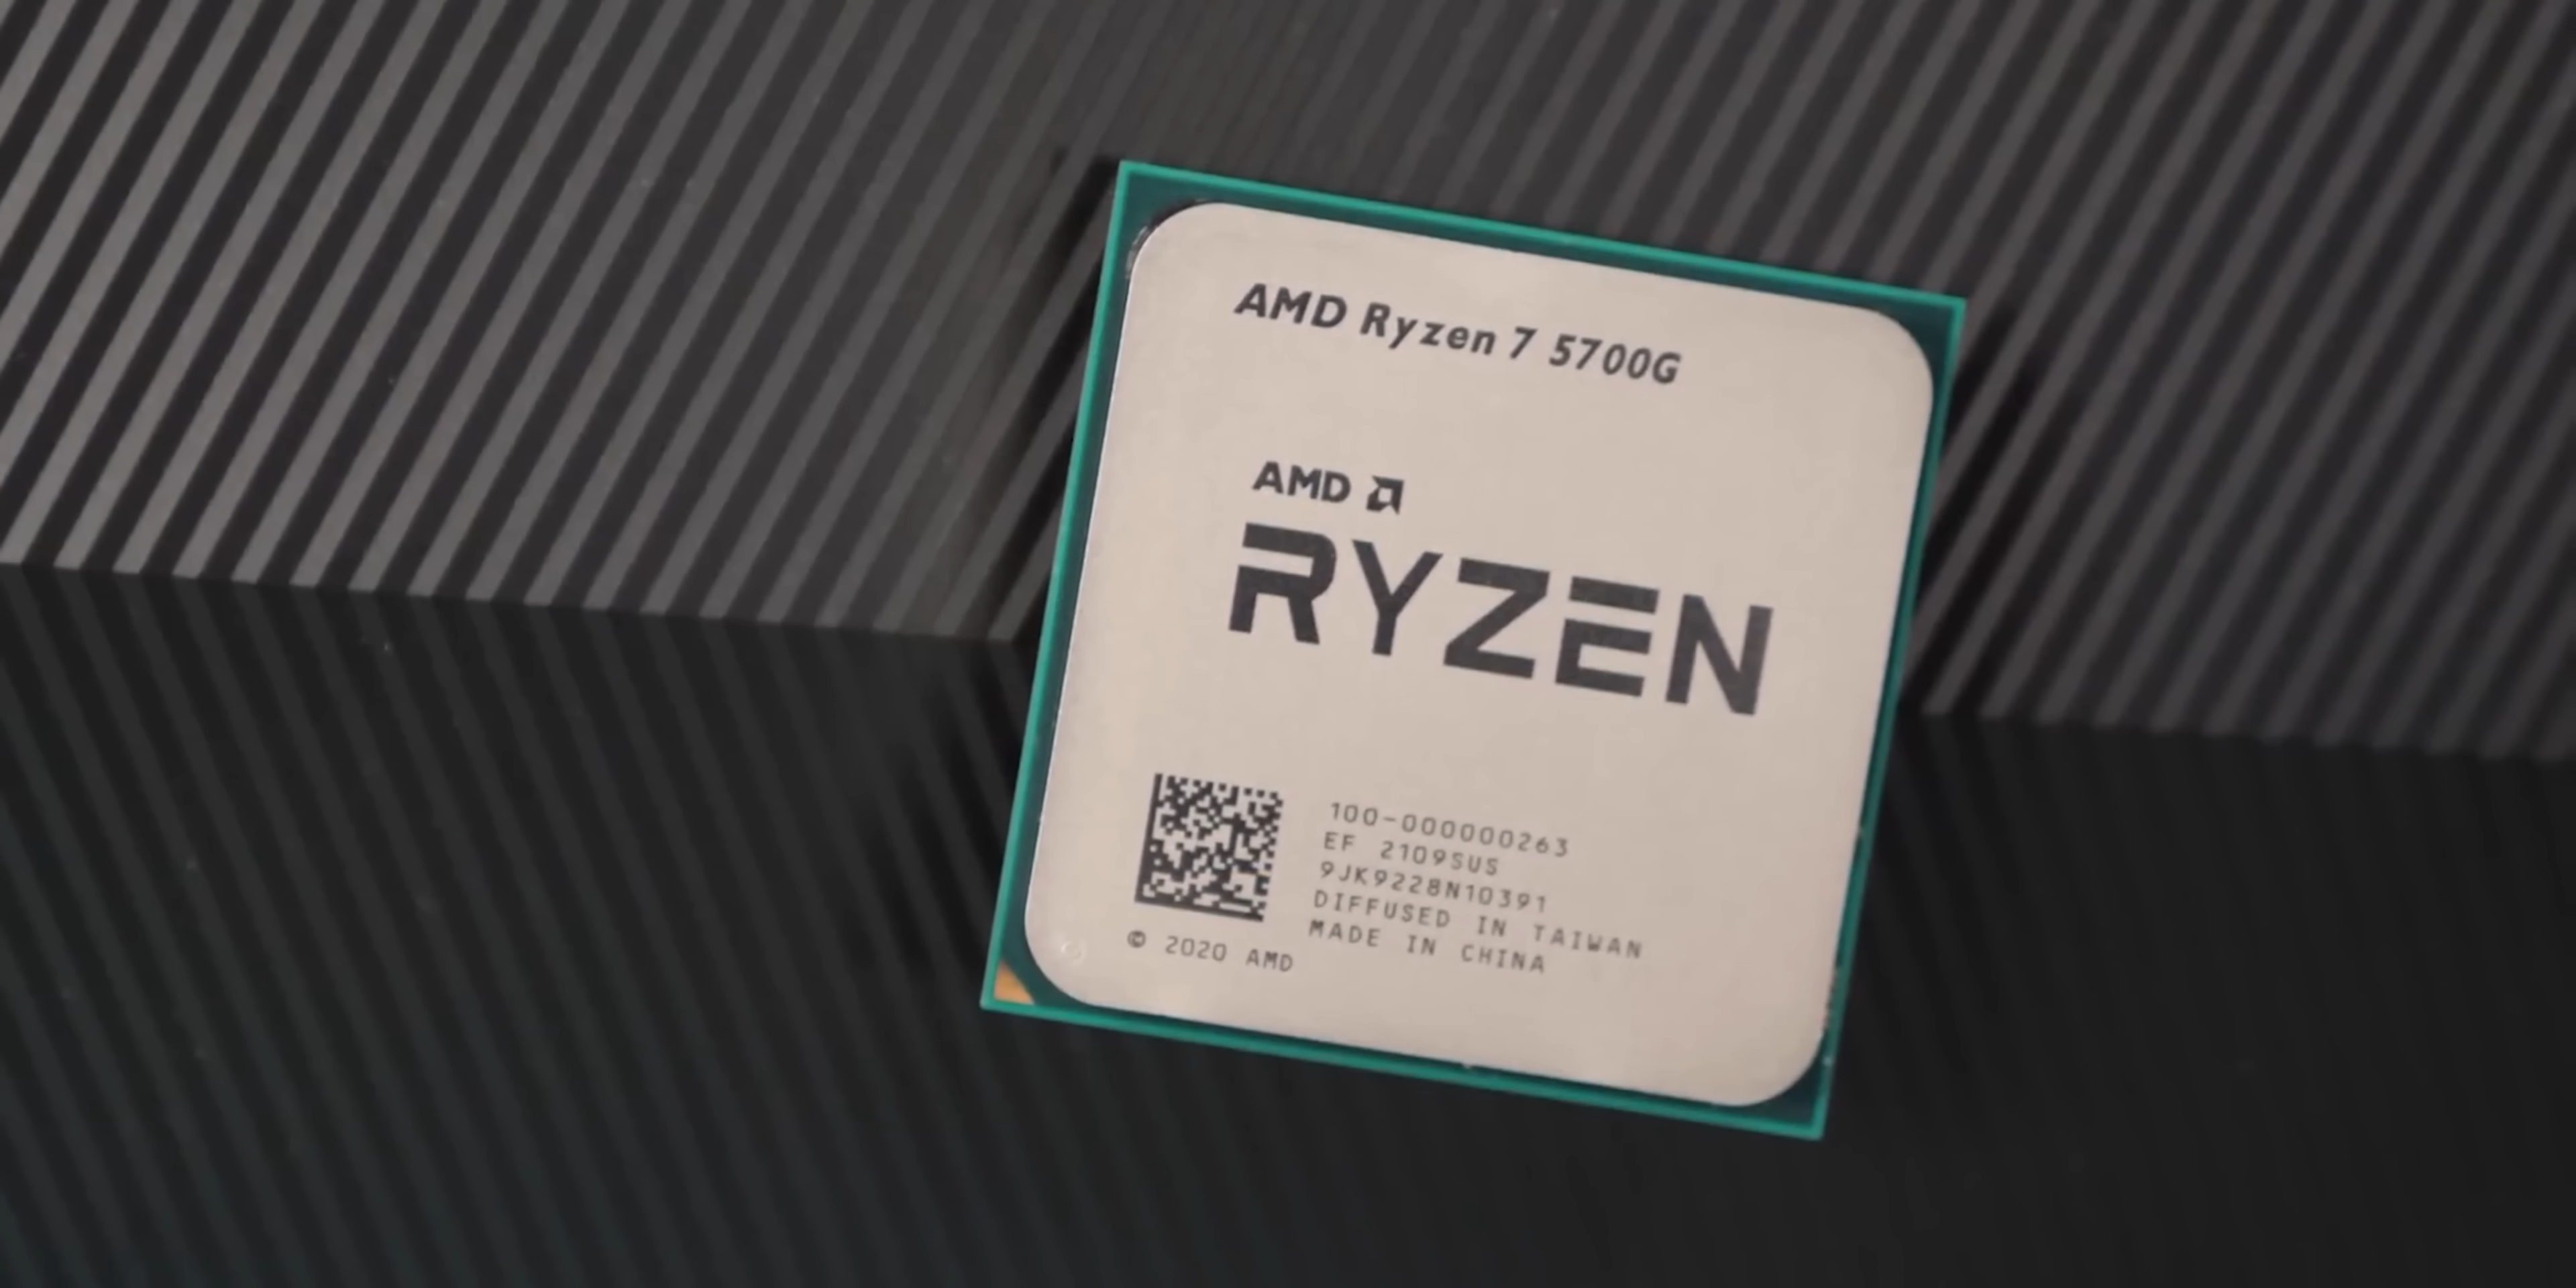 AMD Ryzen 7 5700G
AMD
RYZEN
100-000000263
EF 2109SUS
9JK9228N10391
DIFFUSED IN TAIWAN
MADE IN CHINA
© 2020 AMD